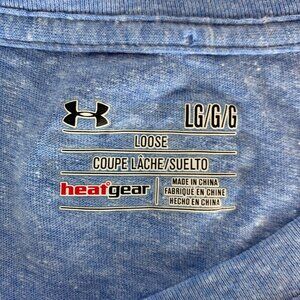 LG/G/G
LOOSE
COUPE LÂCHE/SUELTO
heatgear
MADE IN CHINA
FABRIQUÉ EN CHINE
HECHO EN CHINA